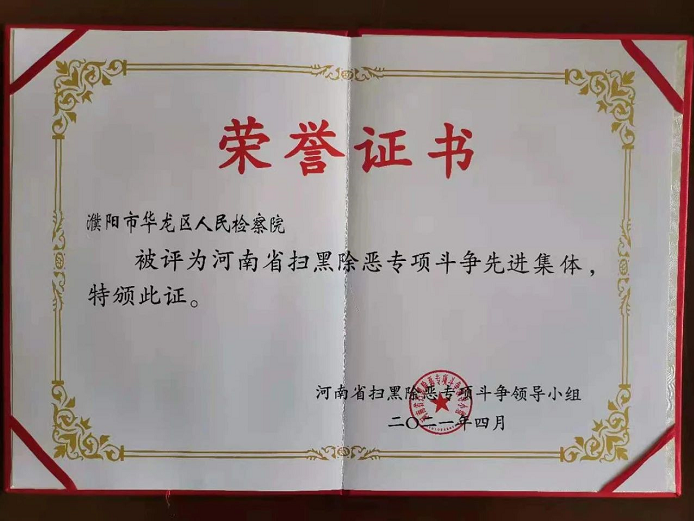 荣誉证书
濮阳市华龙区人民检察院
被评为河南省扫黑除恶专项斗争先进集体，
特颁此证。
河南省扫黑除恶专项斗争领导小组
二〇二一年四月